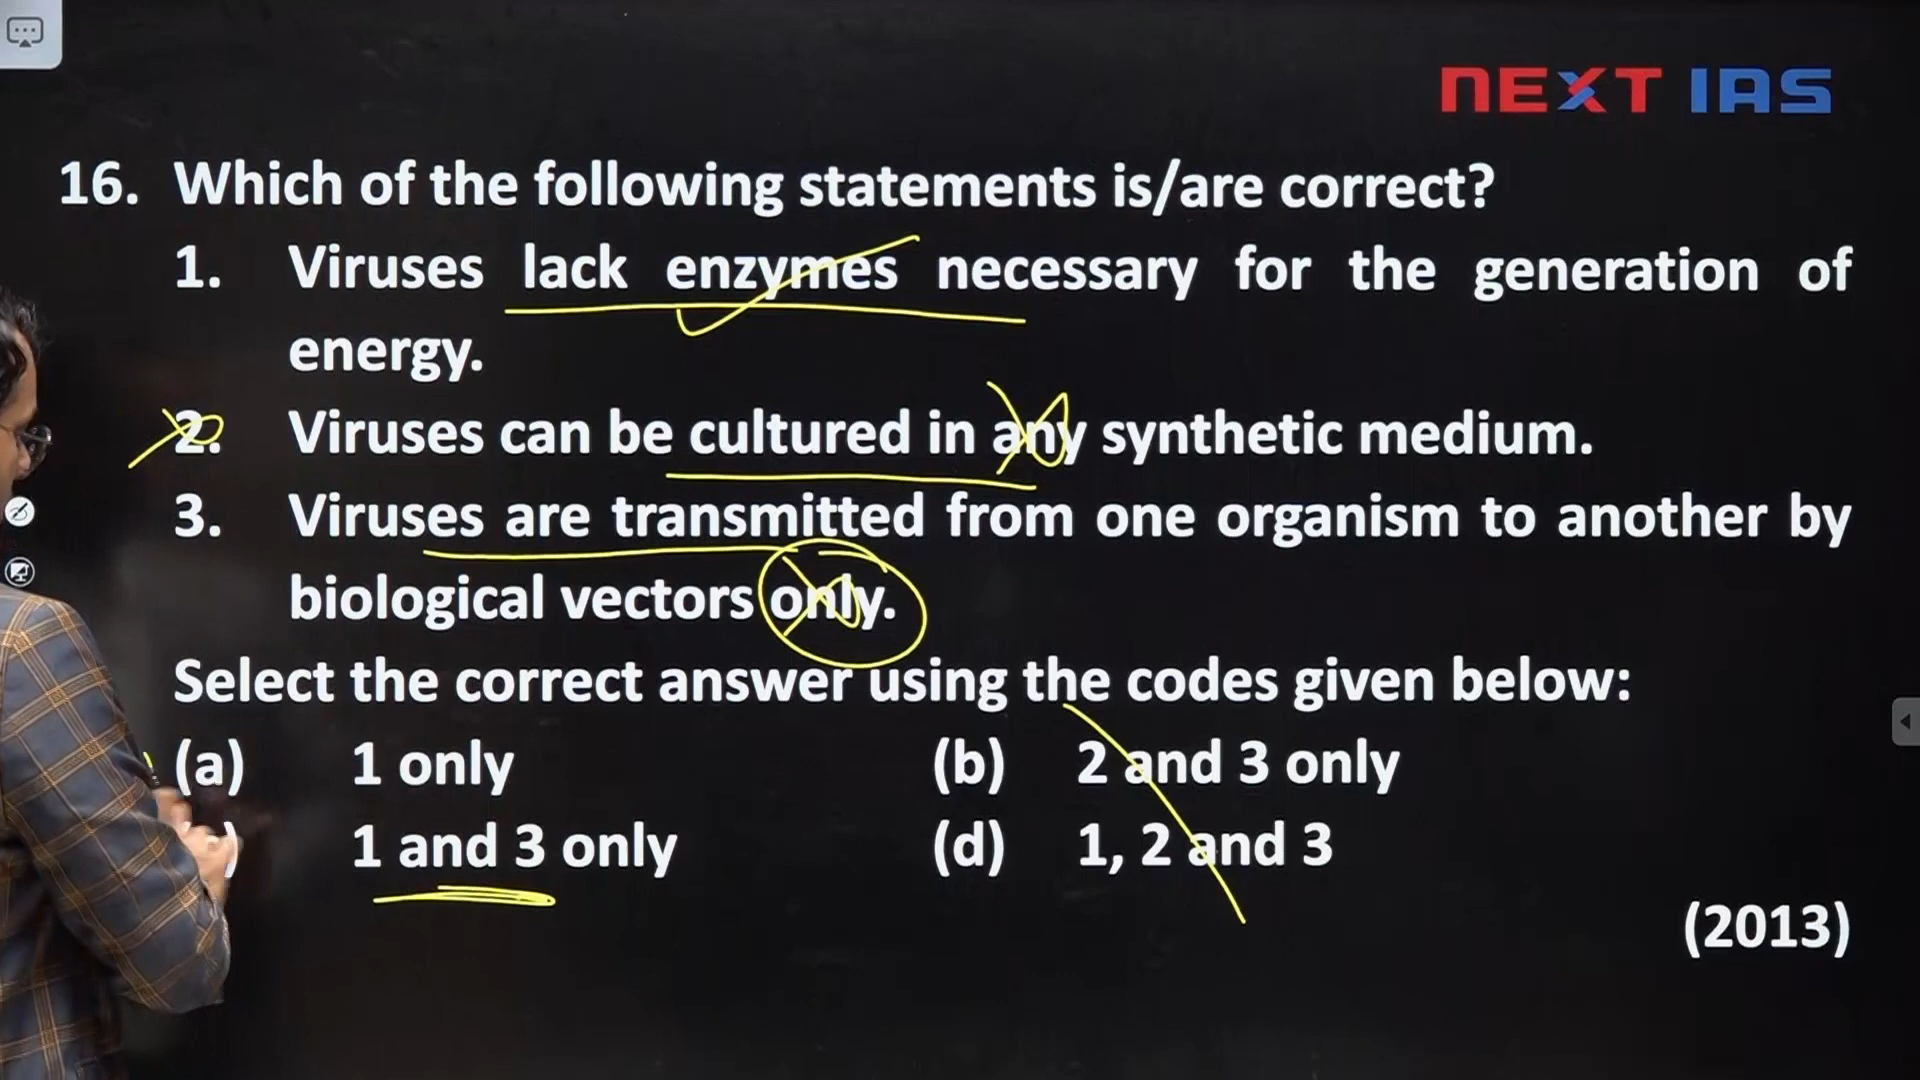 NEXT IAS
16. Which of the following statements is/are correct?
1. Viruses lack enzymes necessary for the generation of
energy.
2. Viruses can be cultured in any synthetic medium.
3. Viruses are transmitted from one organism to another by
biological vectors only.
Select the correct answer using the codes given below:
(a) 1 only (b) 2 and 3 only
) 1 and 3 only (d) 1, 2 and 3
(2013)